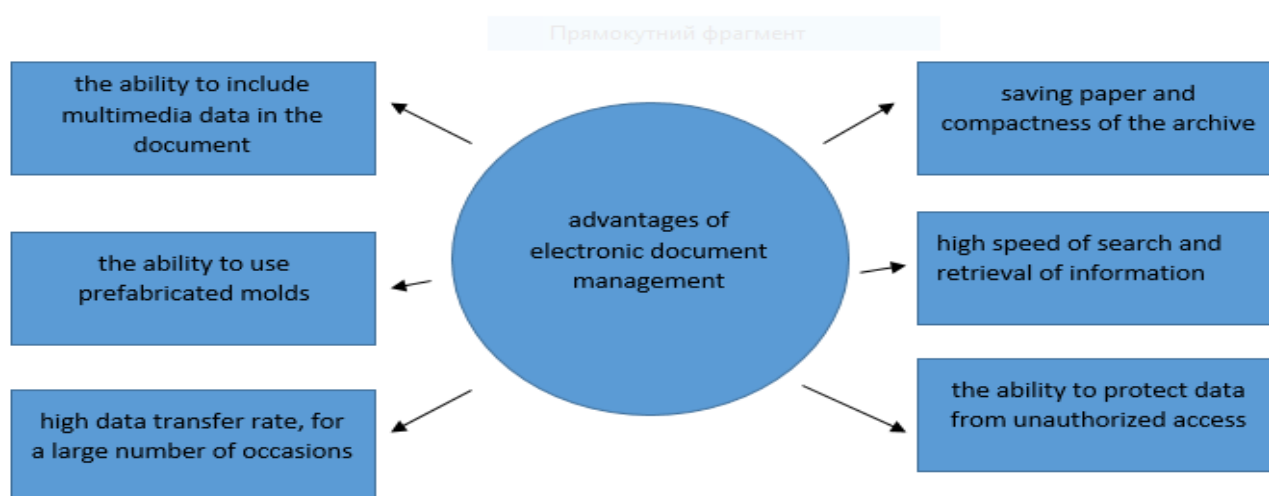 Прямокутний фрагмент
the ability to include
multimedia data in the
document
the ability to use
prefabricated molds
high data transfer rate, for
a large number of occasions
advantages of
electronic document
management
saving paper and
compactness of the archive
high speed of search and
retrieval of information
the ability to protect data
from unauthorized access